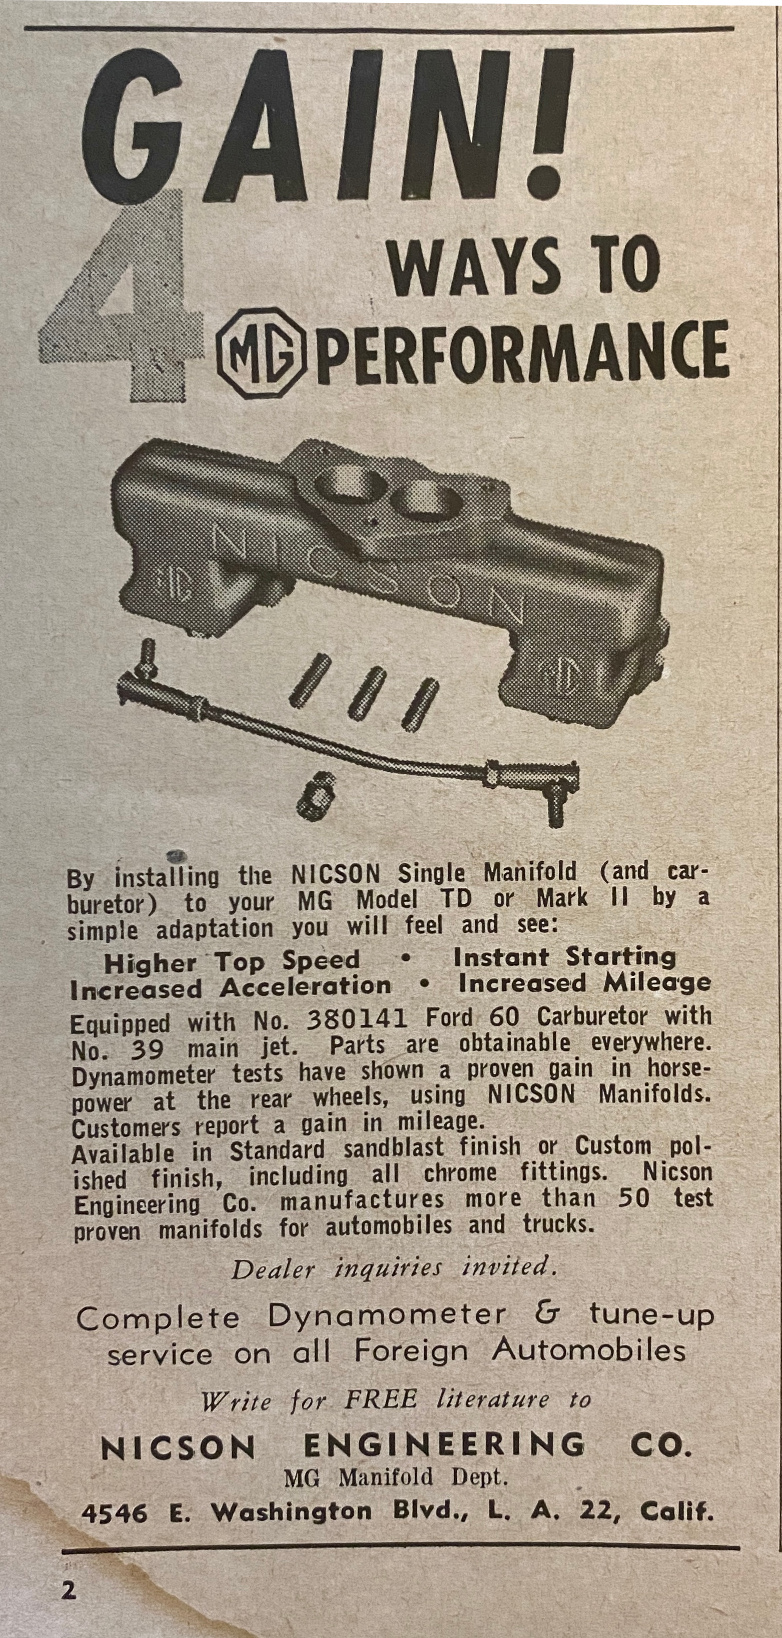 GAIN!
4 WAYS TO
MG PERFORMANCE
NICSON
MG
MG
By installing the NICSON Single Manifold (and car-
buretor) to your MG Model TD or Mark II by a
simple adaptation you will feel and see:
Higher Top Speed • Instant Starting
Increased Acceleration • Increased Mileage
Equipped with No. 380141 Ford 60 Carburetor with
No. 39 main jet. Parts are obtainable everywhere.
Dynamometer tests have shown a proven gain in horse-
power at the rear wheels, using NICSON Manifolds.
Customers report a gain in mileage.
Available in Standard sandblast finish or Custom pol-
ished finish, including all chrome fittings. Nicson
Engineering Co. manufactures more than 50 test
proven manifolds for automobiles and trucks.
Dealer inquiries invited.
Complete Dynamometer & tune-up
service on all Foreign Automobiles
Write for FREE literature to
NICSON ENGINEERING CO.
MG Manifold Dept.
4546 E. Washington Blvd., L. A. 22, Calif.
2